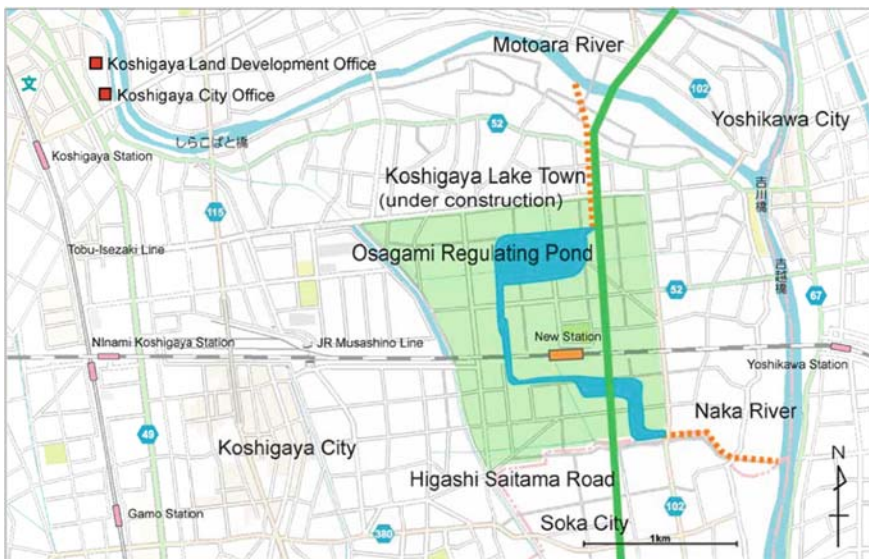 Motoara River
Koshigaya Land Development Office
Koshigaya City Office
文
102
Yoshikawa City
52
しらこばと橋
Koshigaya Station
Koshigaya Lake Town
(under construction)
吉川橋
115
Tobu-Isezaki Line
Osagami Regulating Pond
吉越橋
52
67
New Station
NInami Koshigaya Station
JR Musashino Line
Yoshikawa Station
Naka River
49
Koshigaya City
N
Higashi Saitama Road
102
Gamo Station
Soka City
380
1km